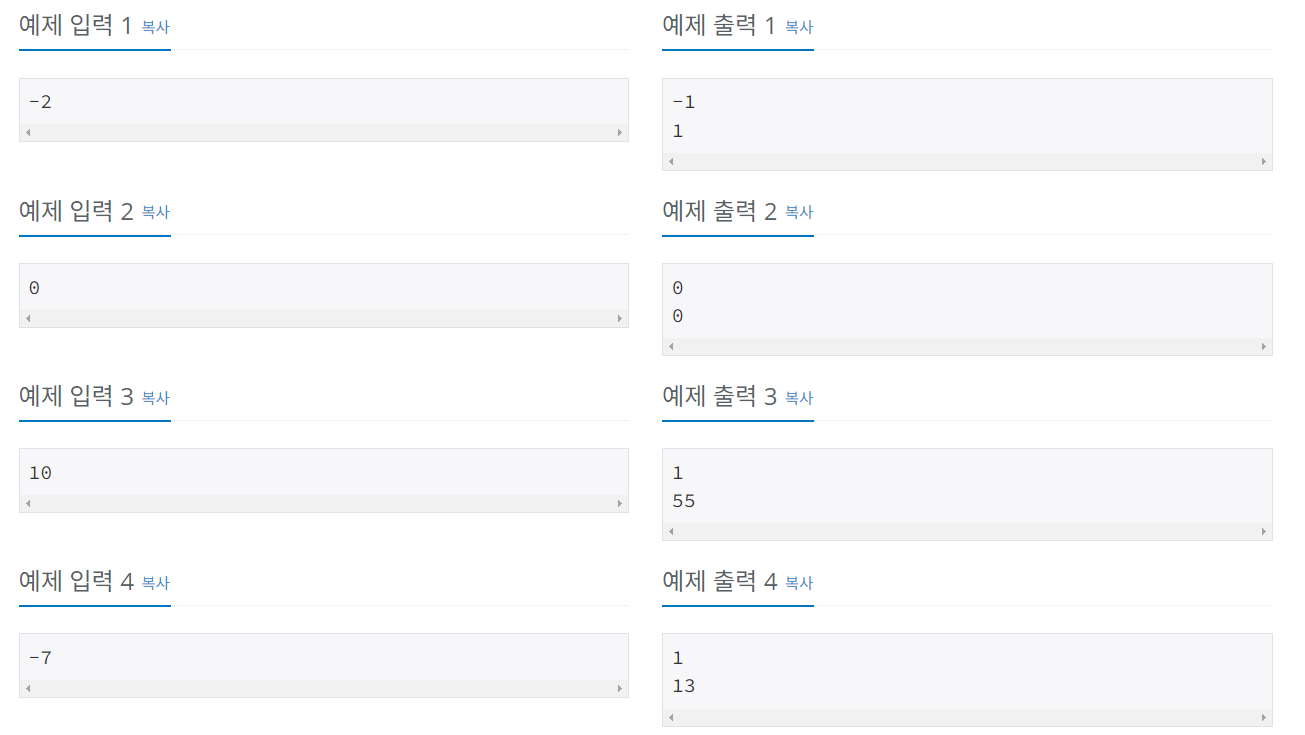 예제 입력 1 복사
-2
예제 출력 1 복사
-1
1
예제 입력 2 복사
0
예제 출력 2 복사
0
0
예제 입력 3 복사
10
예제 출력 3 복사
1
55
예제 입력 4 복사
-7
예제 출력 4 복사
1
13